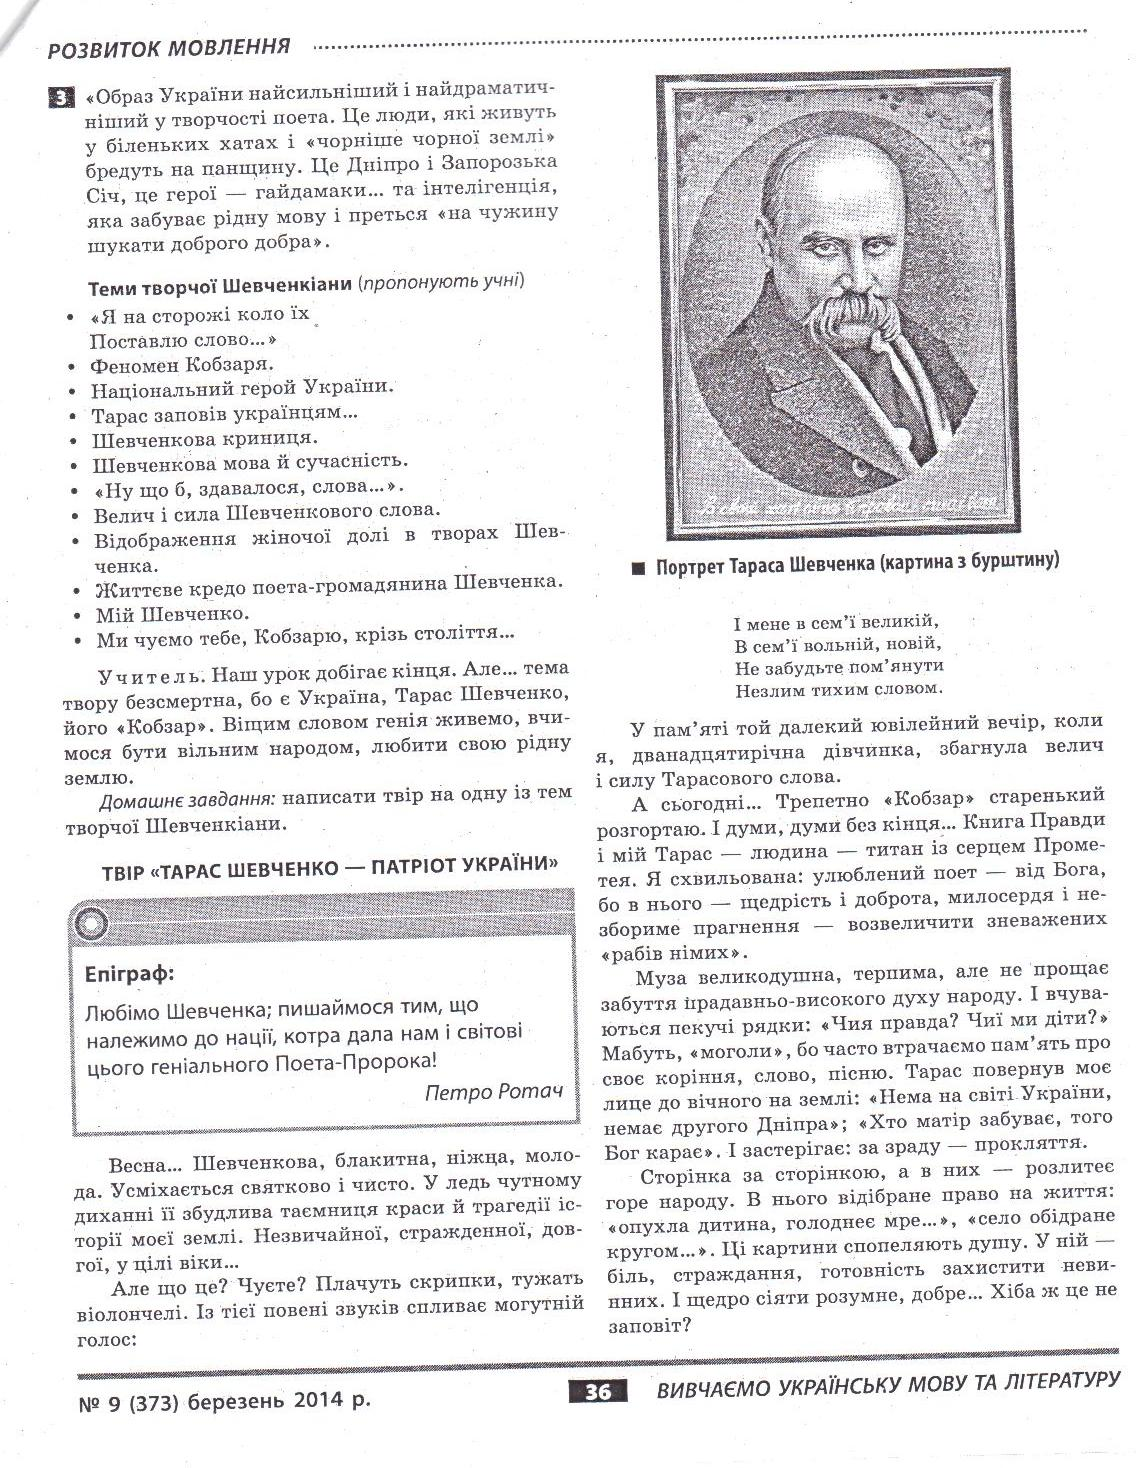 РОЗВИТОК МОВЛЕННЯ
3 «Образ України найсильніший і найдраматич-
ніший у творчості поета. Це люди, які живуть
у біленьких хатах і «чорніше чорної землі»
бредуть на панщину. Це Дніпро і Запорозька
Січ, це герої — гайдамаки... та інтелігенція,
яка забуває рідну мову і преться «на чужину
шукати доброго добра».
Теми творчої Шевченкіани (пропонують учні)
• «Я на сторожі коло їх
Поставлю слово...»
• Феномен Кобзаря.
• Національний герой України.
• Тарас заповів українцям...
• Шевченкова криниця.
• Шевченкова мова й сучасність.
• «Ну що б, здавалося, слова...».
• Велич і сила Шевченкового слова.
• Відображення жіночої долі в творах Шев-
ченка.
• Життєве кредо поета-громадянина Шевченка.
• Мій Шевченко.
• Ми чуємо тебе, Кобзарю, крізь століття...
Учитель. Наш урок добігає кінця. Але... тема
твору безсмертна, бо є Україна, Тарас Шевченко,
його «Кобзар». Віщим словом генія живемо, вчи-
мося бути вільним народом, любити свою рідну
землю.
Домашнє завдання: написати твір на одну із тем
творчої Шевченкіани.
ТВІР «ТАРАС ШЕВЧЕНКО — ПАТРІОТ УКРАЇНИ»
Епіграф:
Любімо Шевченка; пишаймося тим, що
належимо до нації, котра дала нам і світові
цього геніального Поета-Пророка!
Петро Ротач
Весна... Шевченкова, блакитна, ніжна, моло-
да. Усміхається святково і чисто. У ледь чутному
диханні її збудлива таємниця краси й трагедії іс-
торії моєї землі. Незвичайної, стражденної, дов-
гої, у цілі віки...
Але що це? Чуєте? Плачуть скрипки, тужать
віолончелі. Із тієї повені звуків спливає могутній
голос:
■ Портрет Тараса Шевченка (картина з бурштину)
І мене в сем’ї великій,
В сем’ї вольній, новій,
Не забудьте пом’янути
Незлим тихим словом.
У пам’яті той далекий ювілейний вечір, коли
я, дванадцятирічна дівчинка, збагнула велич
і силу Тарасового слова.
А сьогодні... Трепетно «Кобзар» старенький
розгортаю. І думи, думи без кінця... Книга Правди
і мій Тарас — людина — титан із серцем Проме-
тея. Я схвильована: улюблений поет — від Бога,
бо в нього — щедрість і доброта, милосердя і не-
збориме прагнення — возвеличити зневажених
«рабів німих».
Муза великодушна, терпима, але не прощає
забуття прадавньо-високого духу народу. І вчува-
ються пекучі рядки: «Чия правда? Чиї ми діти?»
Мабуть, «моголи», бо часто втрачаємо пам’ять про
своє коріння, слово, пісню. Тарас повернув моє
лице до вічного на землі: «Нема на світі України,
немає другого Дніпра»; «Хто матір забуває, того
Бог карає». І застерігає: за зраду — прокляття.
Сторінка за сторінкою, а в них — розлитеє
горе народу. В нього відібране право на життя:
«опухла дитина, голоднеє мре...», «село обідране
кругом...». Ці картини спопеляють душу. У ній —
біль, страждання, готовність захистити неви-
нних. І щедро сіяти розумне, добре... Хіба ж це не
заповіт?
№ 9 (373) березень 2014 р.
36
ВИВЧАЄМО УКРАЇНСЬКУ МОВУ ТА ЛІТЕРАТУРУ